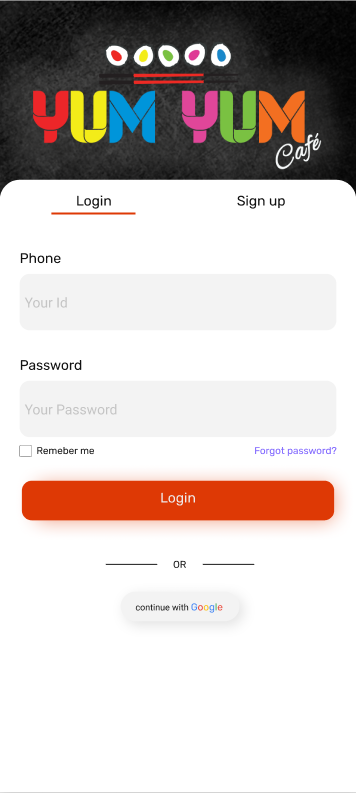 YUM YUM
Café
Login Sign up
Phone
Your Id
Password
Your Password
Remeber me Forgot password?
Login
OR
continue with Google